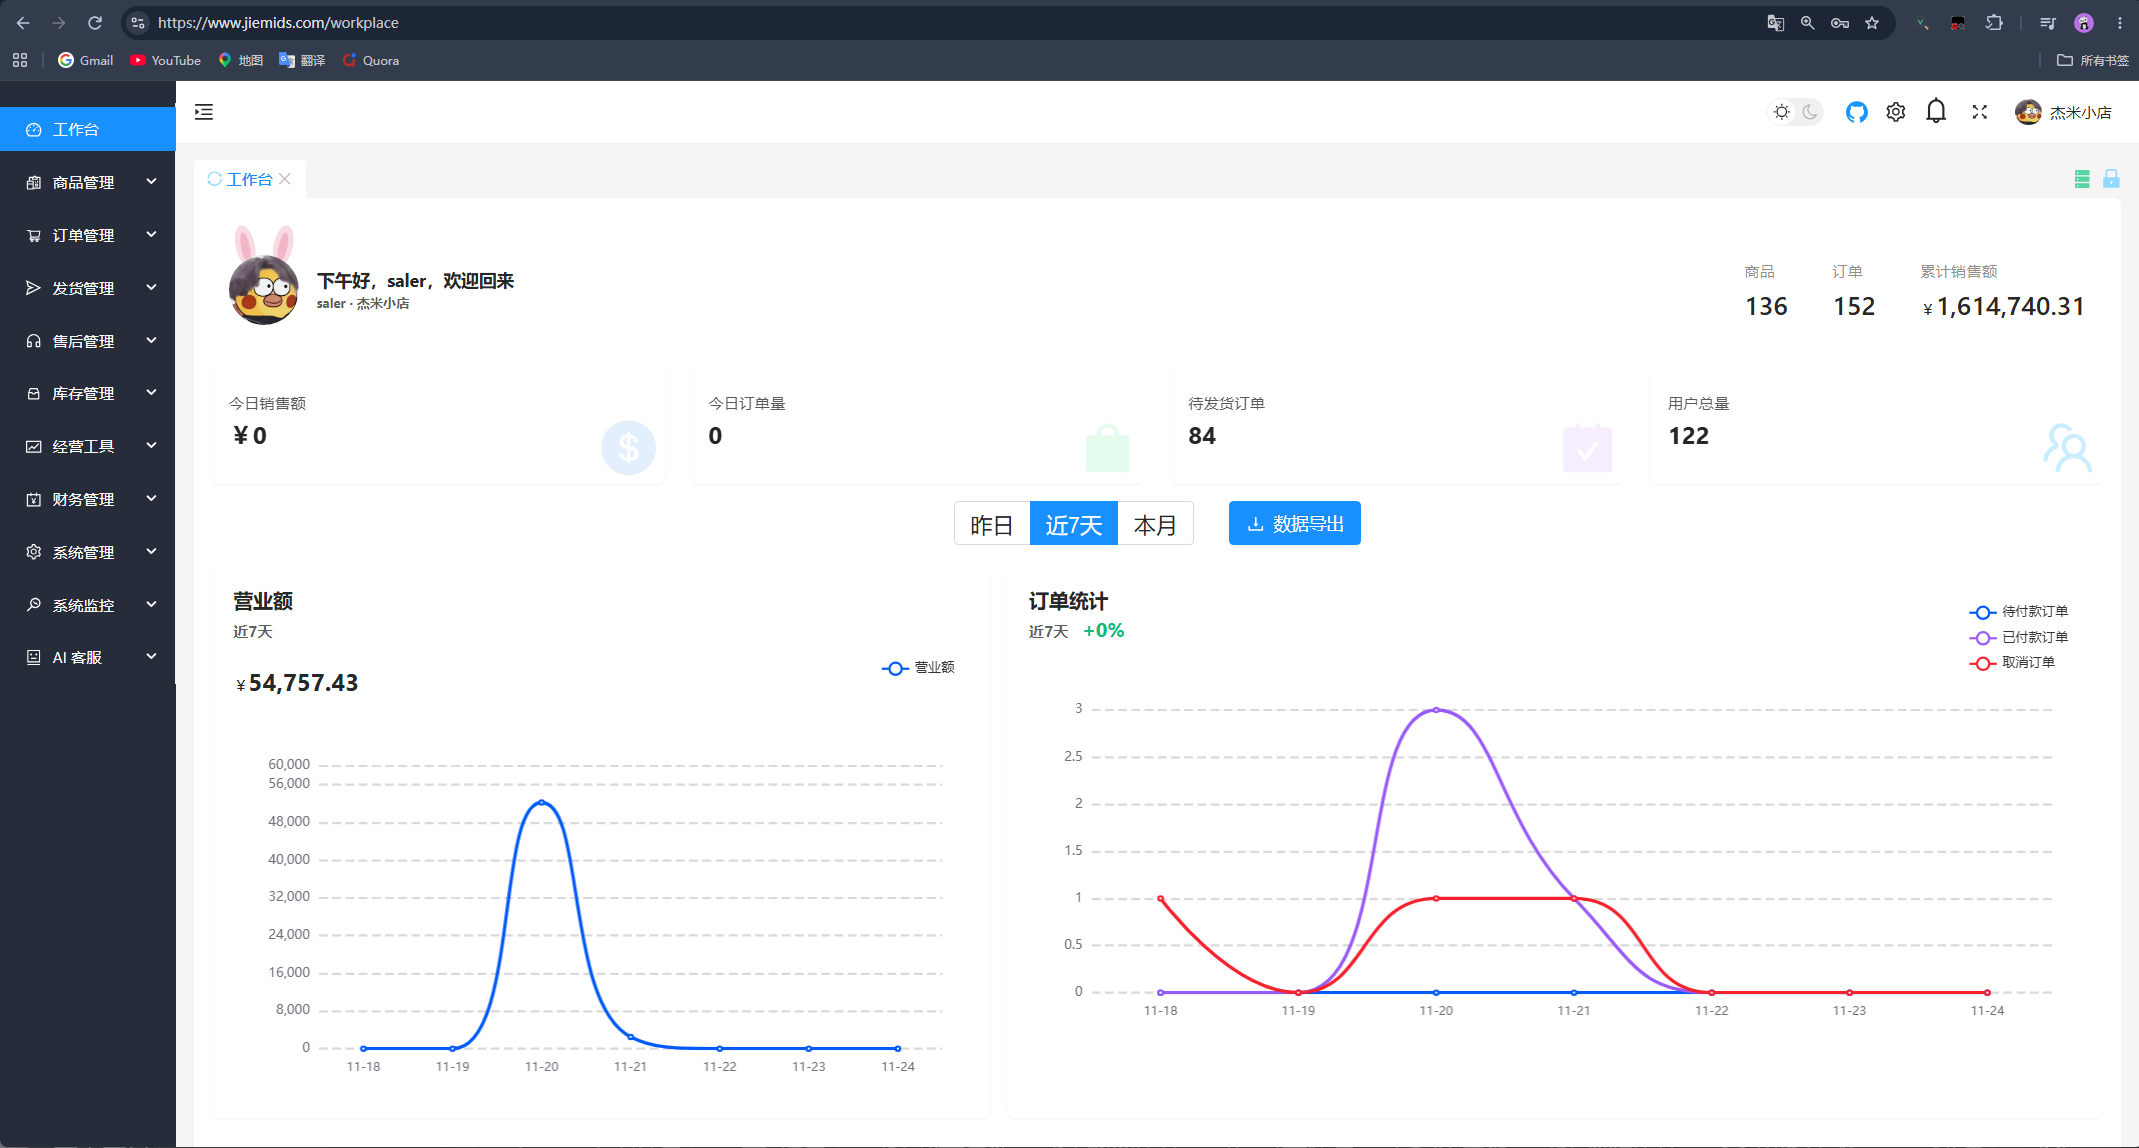 https://www.jiemids.com/workplace
Gmail
YouTube
地图
翻译
Quora
所有书签
工作台
商品管理
订单管理
发货管理
售后管理
库存管理
经营工具
财务管理
系统管理
系统监控
AI 客服
杰米小店
工作台
下午好，saler，欢迎回来
saler · 杰米小店
商品
136
订单
152
累计销售额
¥1,614,740.31
今日销售额
¥0
今日订单量
0
待发货订单
84
用户总量
122
昨日
近7天
本月
数据导出
营业额
近7天
¥54,757.43
营业额
60,000
56,000
48,000
40,000
32,000
24,000
16,000
8,000
0
11-18 11-19 11-20 11-21 11-22 11-23 11-24
订单统计
近7天 +0%
待付款订单
已付款订单
取消订单
3
2.5
2
1.5
1
0.5
0
11-18 11-19 11-20 11-21 11-22 11-23 11-24